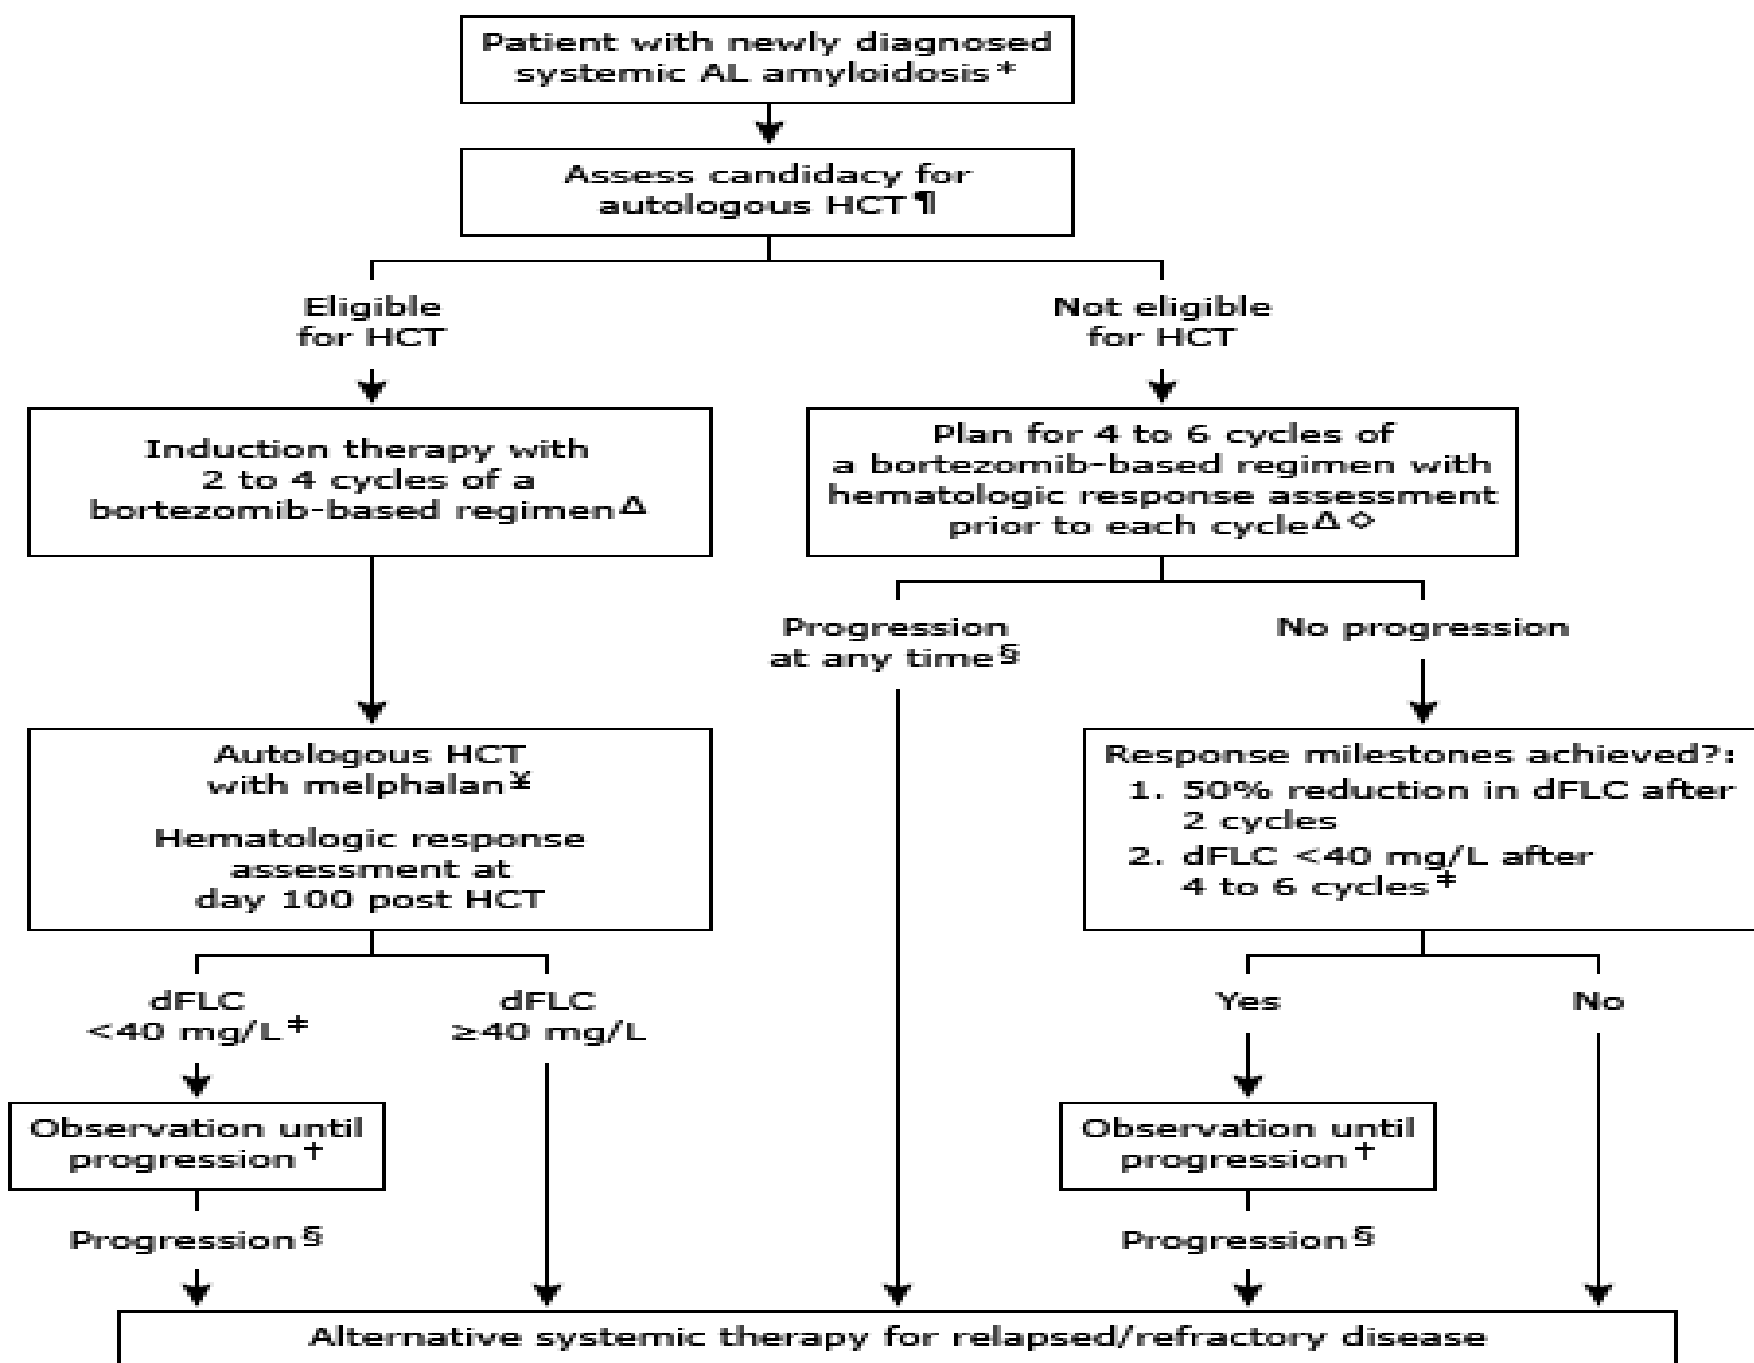 Patient with newly diagnosed
systemic AL amyloidosis*
Assess candidacy for
autologous HCT¶
Eligible
for HCT
Not eligible
for HCT
Induction therapy with
2 to 4 cycles of a
bortezomib-based regimenΔ
Plan for 4 to 6 cycles of
a bortezomib-based regimen with
hematologic response assessment
prior to each cycleΔ◇
Progression
at any time§
No progression
Autologous HCT
with melphalan¥
Hematologic response
assessment at
day 100 post HCT
Response milestones achieved?:
1. 50% reduction in dFLC after
2 cycles
2. dFLC <40 mg/L after
4 to 6 cycles‡
dFLC
<40 mg/L‡
dFLC
≥40 mg/L
Yes
No
Observation until
progression†
Observation until
progression†
Progression§
Progression§
Alternative systemic therapy for relapsed/refractory disease